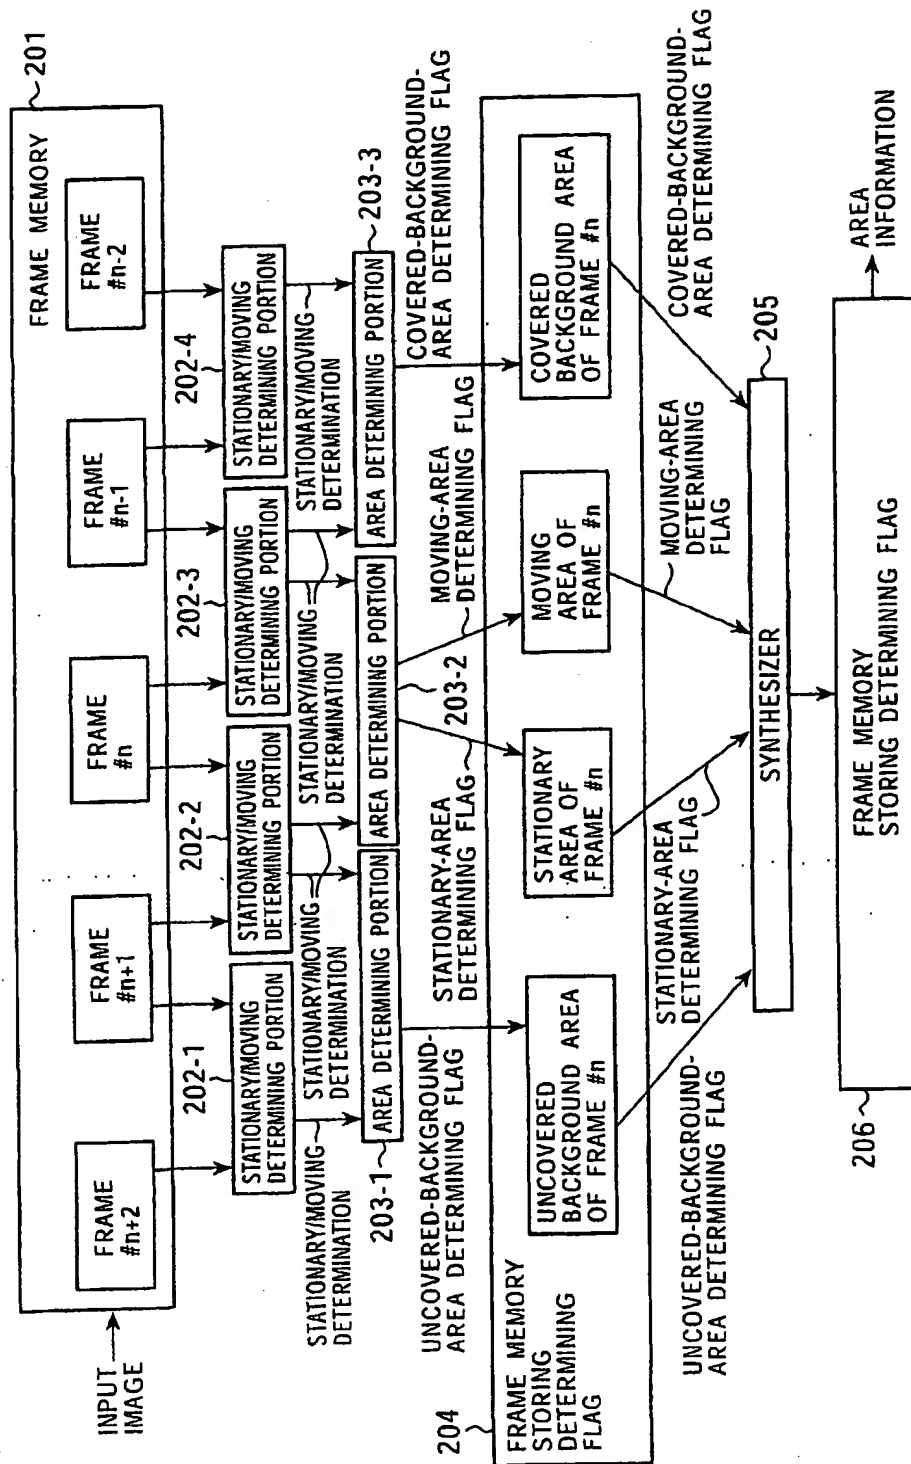 INPUT
IMAGE
FRAME MEMORY
201
FRAME
#n+2
FRAME
#n+1
FRAME
#n
FRAME
#n-1
FRAME
#n-2
202-1
202-2
202-3
202-4
STATIONARY/MOVING
DETERMINING PORTION
STATIONARY/MOVING
DETERMINING PORTION
STATIONARY/MOVING
DETERMINING PORTION
STATIONARY/MOVING
DETERMINING PORTION
STATIONARY/MOVING
DETERMINATION
STATIONARY/MOVING
DETERMINATION
STATIONARY/MOVING
DETERMINATION
STATIONARY/MOVING
DETERMINATION
203-1
AREA DETERMINING PORTION
AREA DETERMINING PORTION
AREA DETERMINING PORTION
203-3
203-2
UNCOVERED-BACKGROUND-
AREA DETERMINING FLAG
STATIONARY-AREA
DETERMINING FLAG
MOVING-AREA
DETERMINING FLAG
COVERED-BACKGROUND-
AREA DETERMINING FLAG
204
FRAME MEMORY
STORING
DETERMINING
FLAG
UNCOVERED
BACKGROUND AREA
OF FRAME #n
STATIONARY
AREA OF
FRAME #n
MOVING
AREA OF
FRAME #n
COVERED
BACKGROUND AREA
OF FRAME #n
UNCOVERED-BACKGROUND-
AREA DETERMINING FLAG
STATIONARY-AREA
DETERMINING FLAG
MOVING-AREA
DETERMINING
FLAG
COVERED-BACKGROUND-
AREA DETERMINING FLAG
SYNTHESIZER
205
206
FRAME MEMORY
STORING DETERMINING FLAG
AREA
INFORMATION